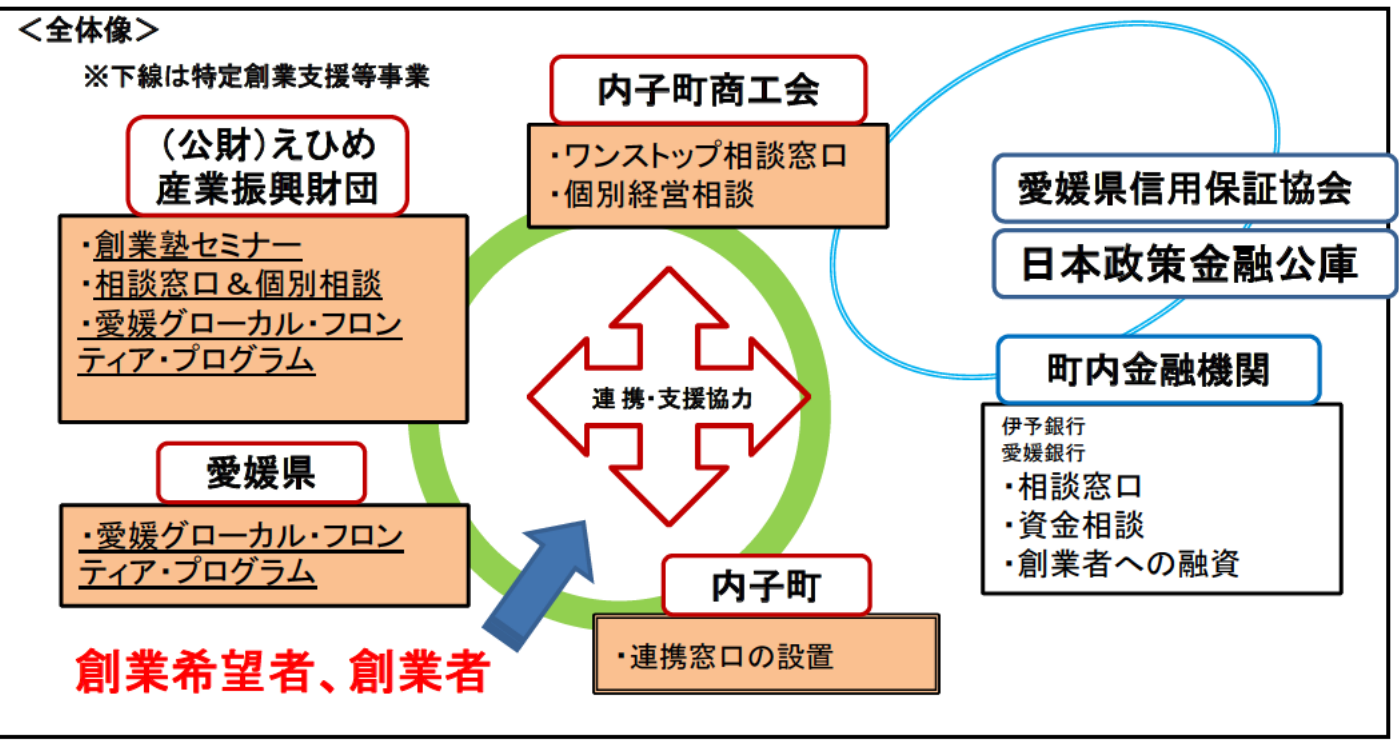 ＜全体像＞
※下線は特定創業支援等事業
（公財）えひめ
産業振興財団
・創業塾セミナー
・相談窓口＆個別相談
・愛媛グローカル・フロン
ティア・プログラム
愛媛県
・愛媛グローカル・フロン
ティア・プログラム
創業希望者、創業者
内子町商工会
・ワンストップ相談窓口
・個別経営相談
連携・支援協力
内子町
・連携窓口の設置
愛媛県信用保証協会
日本政策金融公庫
町内金融機関
伊予銀行
愛媛銀行
・相談窓口
・資金相談
・創業者への融資